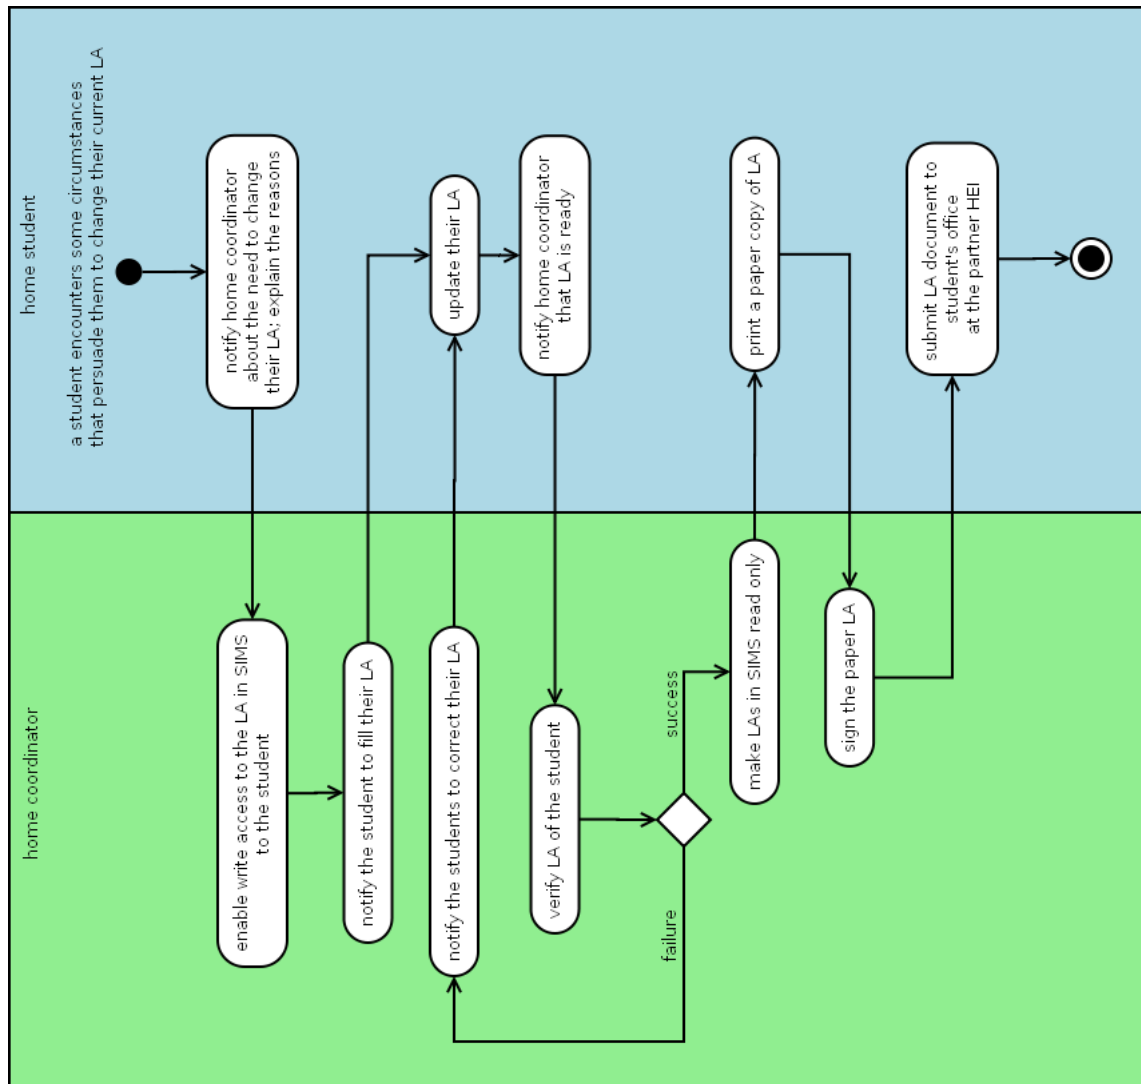 home student
a student encounters some circumstances
that persuade them to change their current LA
notify home coordinator
about the need to change
their LA; explain the reasons
update their LA
notify home coordinator
that LA is ready
print a paper copy of LA
submit LA document to
student's office
at the partner HEI
home coordinator
enable write access to the LA in SIMS
to the student
notify the student to fill their LA
notify the students to correct their LA
verify LA of the student
failure
success
make LAs in SIMS read only
sign the paper LA